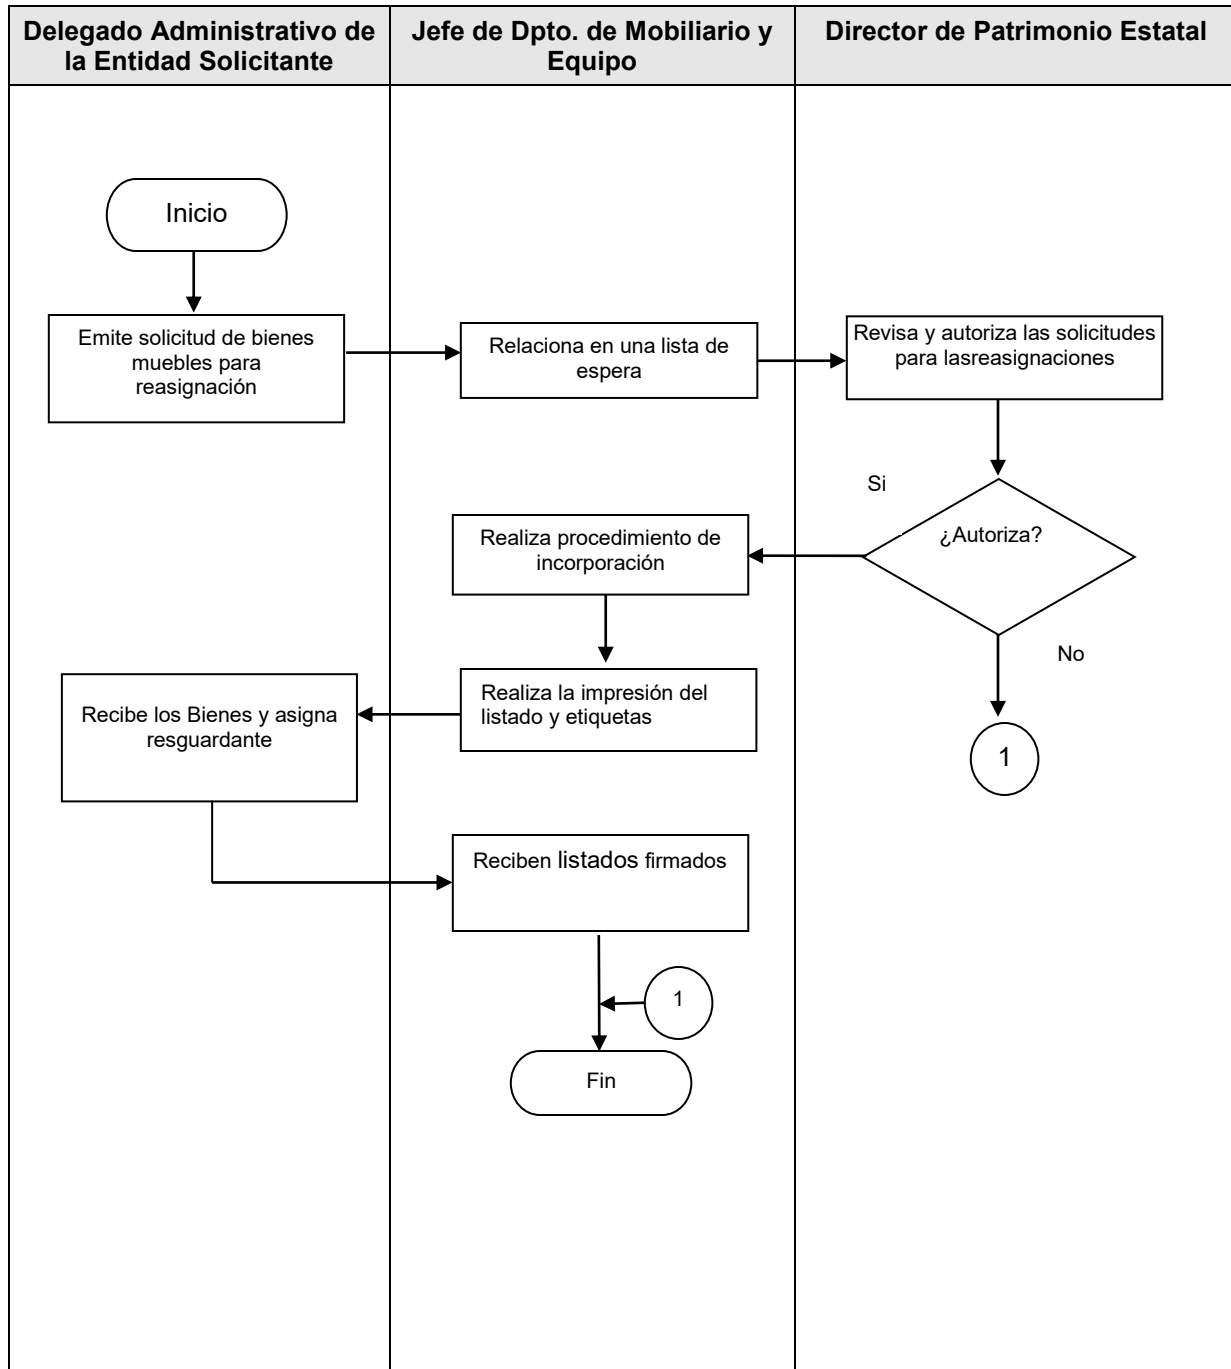 Delegado Administrativo de
la Entidad Solicitante
Jefe de Dpto. de Mobiliario y
Equipo
Director de Patrimonio Estatal
Inicio
Emite solicitud de bienes
muebles para
reasignación
Relaciona en una lista de
espera
Revisa y autoriza las solicitudes
para lasreasignaciones
Si
¿Autoriza?
No
1
Realiza procedimiento de
incorporación
Realiza la impresión del
listado y etiquetas
Recibe los Bienes y asigna
resguardante
Reciben listados firmados
1
Fin